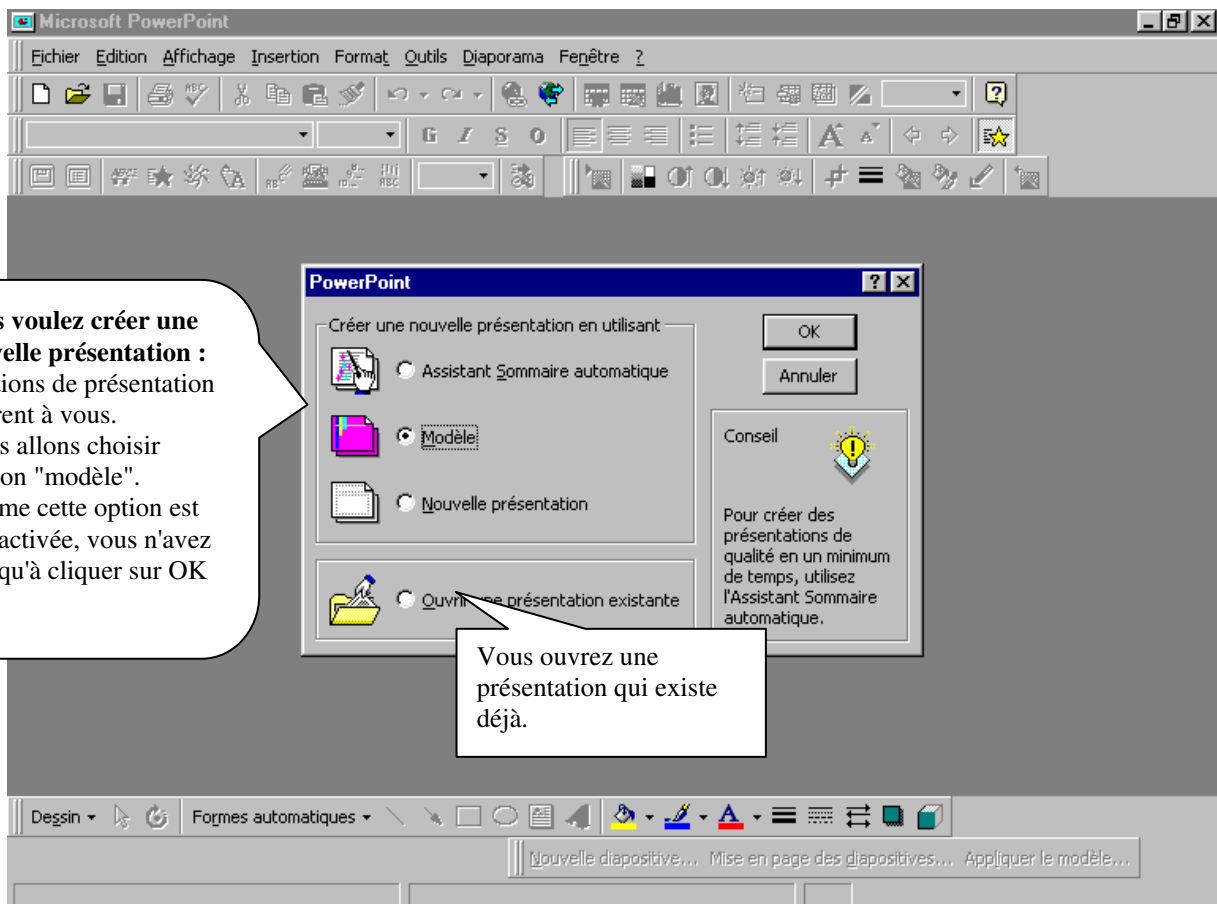 Microsoft PowerPoint
Fichier Edition Affichage Insertion Format Outils Diaporama Fenêtre ?
G I S O
PowerPoint
Créer une nouvelle présentation en utilisant
Assistant Sommaire automatique
Modèle
Nouvelle présentation
Ouvrir une présentation existante
OK
Annuler
Conseil
Pour créer des
présentations de
qualité en un minimum
de temps, utilisez
l'Assistant Sommaire
automatique.
s voulez créer une
velle présentation :
tions de présentation
rent à vous.
s allons choisir
on "modèle".
me cette option est
activée, vous n'avez
qu'à cliquer sur OK
Vous ouvrez une
présentation qui existe
déjà.
Dessin Formes automatiques
Nouvelle diapositive... Mise en page des diapositives... Appliquer le modèle...